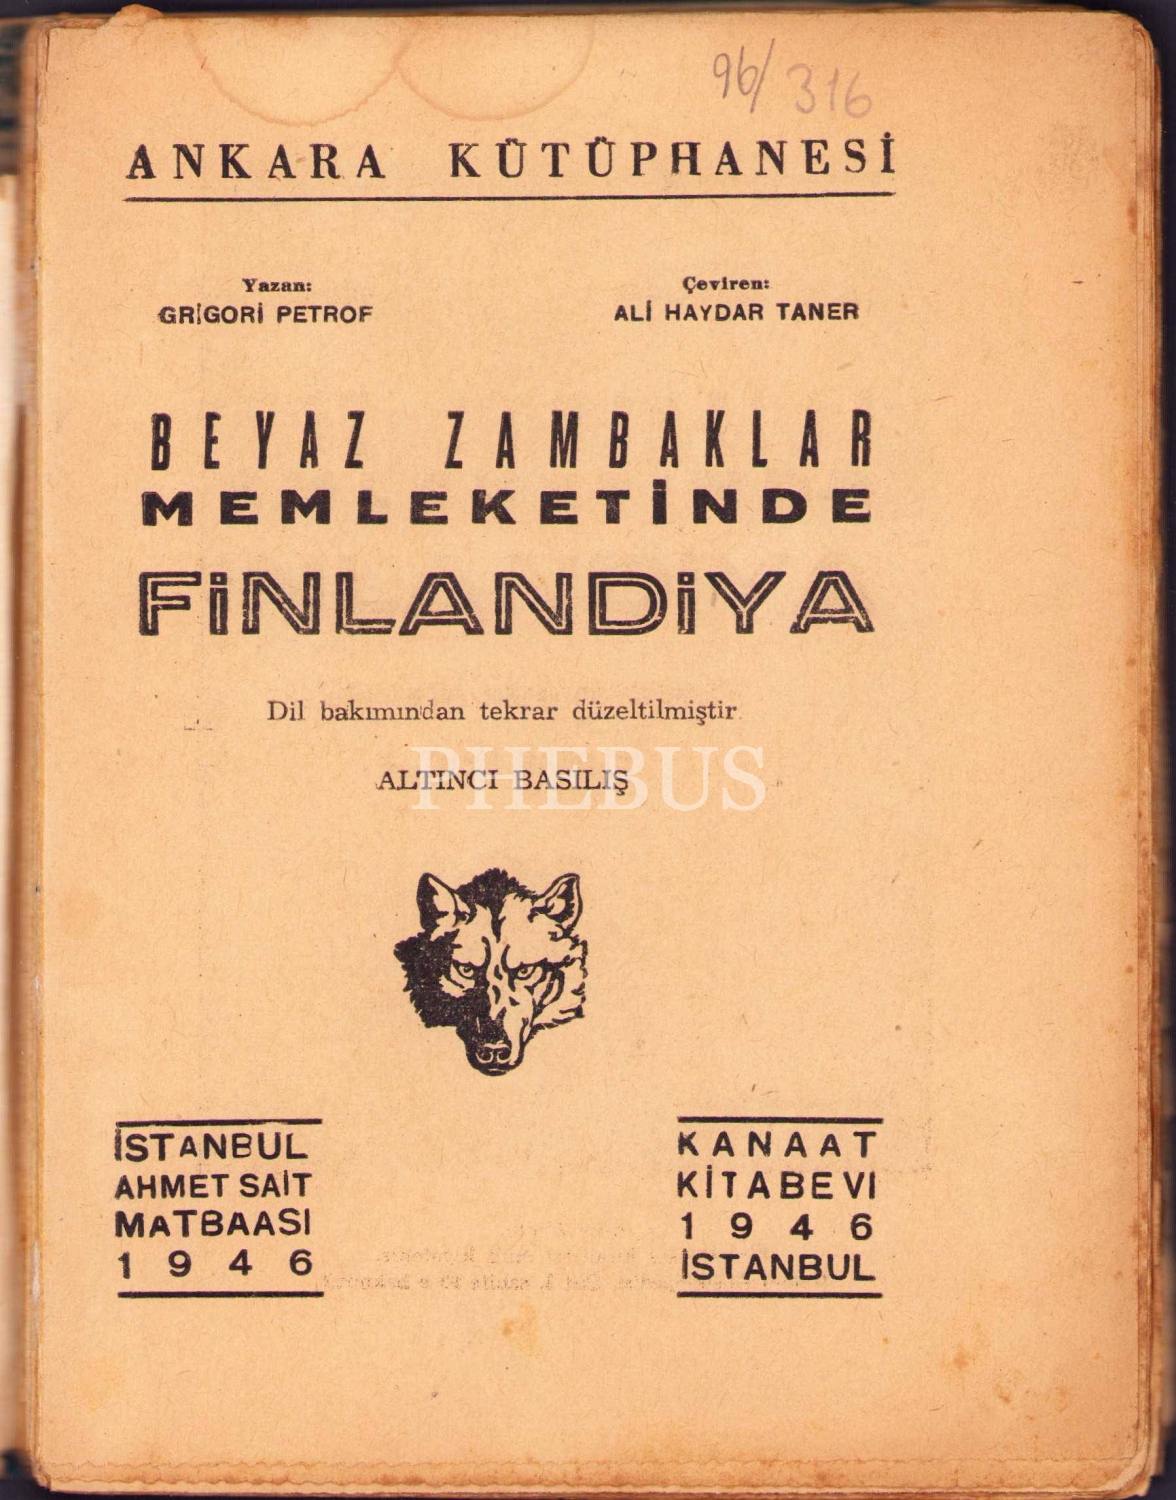 96/316
ANKARA KÜTÜPHANESİ
Yazan:
GRİGORİ PETROF
Çeviren:
ALİ HAYDAR TANER
BEYAZ ZAMBAKLAR
MEMLEKETİNDE
FİNLANDİYA
Dil bakımından tekrar düzeltilmiştir
ALTINCI BASILIŞ
PHEBUS
İSTANBUL
AHMET SAİT
MATBAASI
1946
KANAAT
KİTABEVI
1946
İSTANBUL